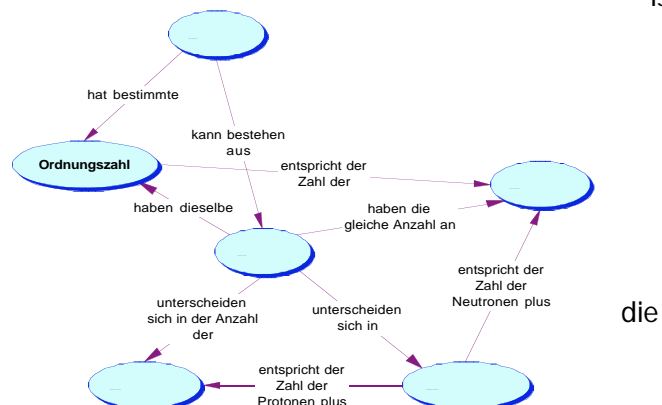 is
hat bestimmte
kann bestehen
aus
Ordnungszahl
entspricht der
Zahl der
haben dieselbe
haben die
gleiche Anzahl an
entspricht der
Zahl der
Neutronen plus
unterscheiden
sich in der Anzahl
der
unterscheiden
sich in
die
entspricht der
Zahl der
Protonen plus